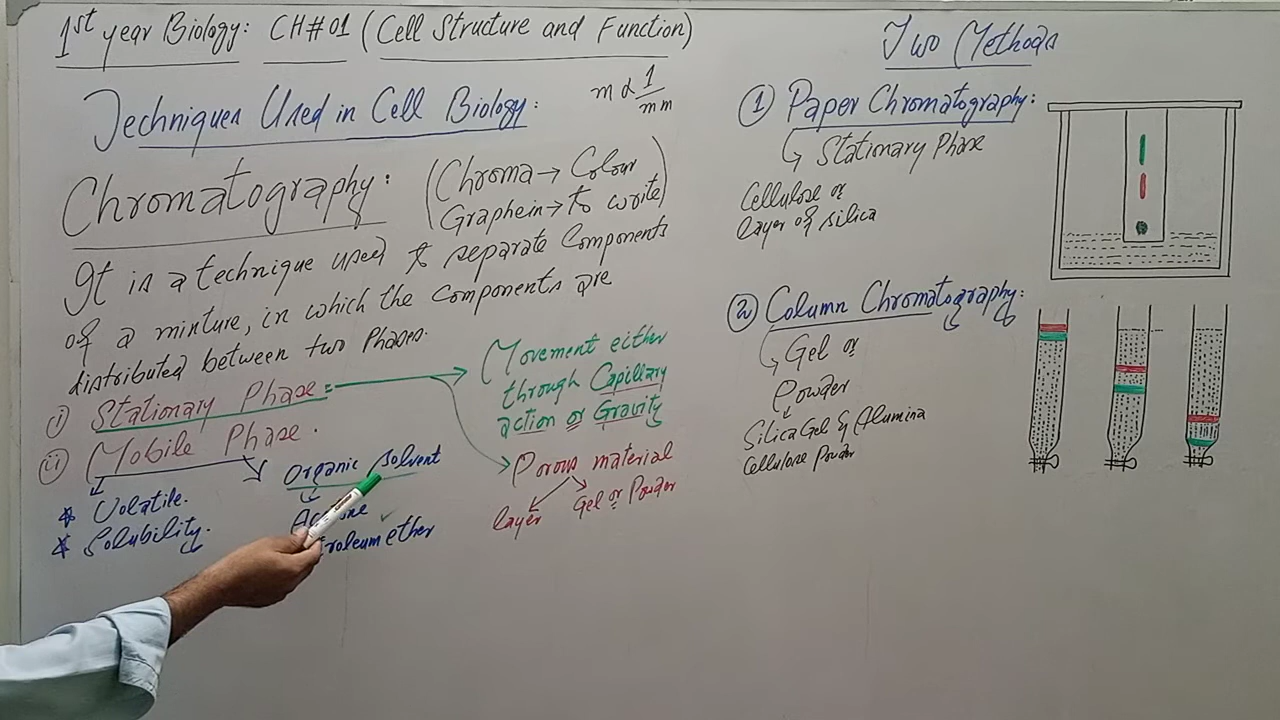 1st year Biology: CH#01 (Cell Structure and Function)
Techniques Used in Cell Biology:
m ∝ 1/mm
Chromatography:
(Chroma → Colour
Graphein → to write)
It is a technique used to separate components
of a mixture, in which the components are
distributed between two Phases.
i) Stationary Phase:
ii) Mobile Phase.
* Volatile.
* Solubility.
Organic Solvent
ether
(Movement either
through Capillary
action or Gravity
Porous material
layer
Gel or Powder
Two Methods
1 Paper Chromatography:
Stationary Phase
Cellulose or
layer of silica
2 Column Chromatography:
Gel or
Powder
Silica Gel & Alumina
Cellulose Powder